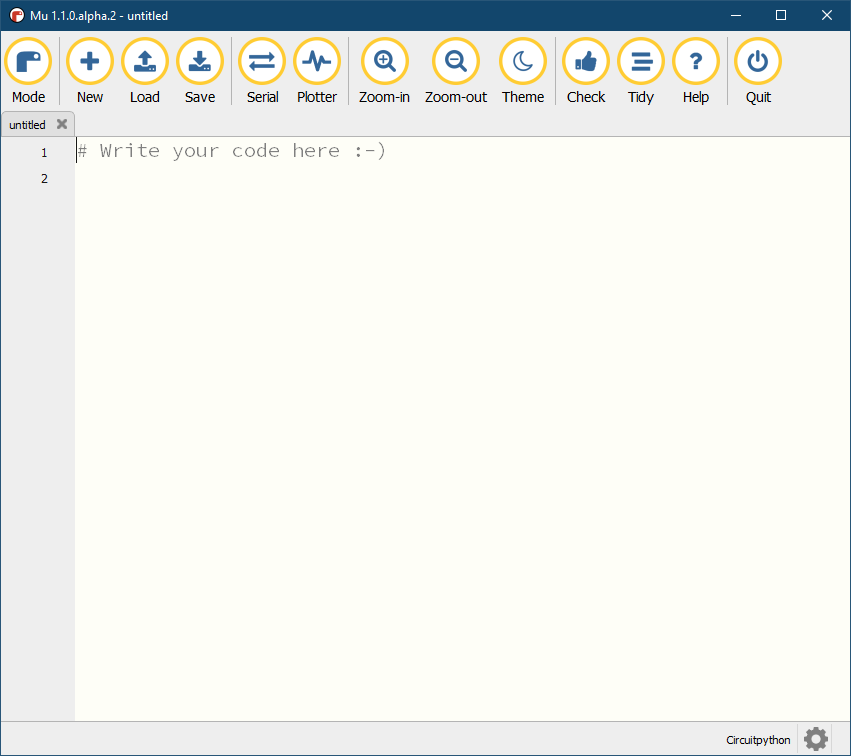 Mu 1.1.0.alpha.2 - untitled
Mode New Load Save Serial Plotter Zoom-in Zoom-out Theme Check Tidy Help Quit
untitled
1 # Write your code here :-)
2
Circuitpython